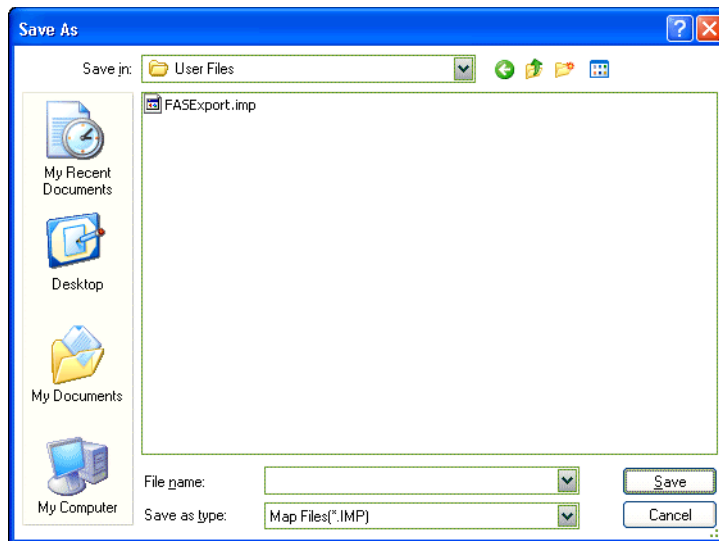 Save As
Save in: User Files
FASExport.imp
My Recent
Documents
Desktop
My Documents
My Computer
File name:
Save
Save as type: Map Files(*.IMP)
Cancel